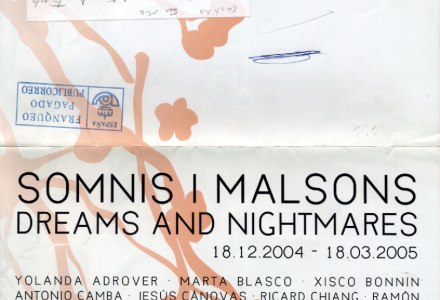 FRANQUEO
PAGADO
PUBLICORREO
ESPAÑA
SOMNIS I MALSONS
DREAMS AND NIGHTMARES
18.12.2004 - 18.03.2005
YOLANDA ADROVER · MARTA BLASCO · XISCO BONNÍN
ANTONIO CAMBA · JESÚS CÁNOVAS · RICARD CHIANG · RAMÓN